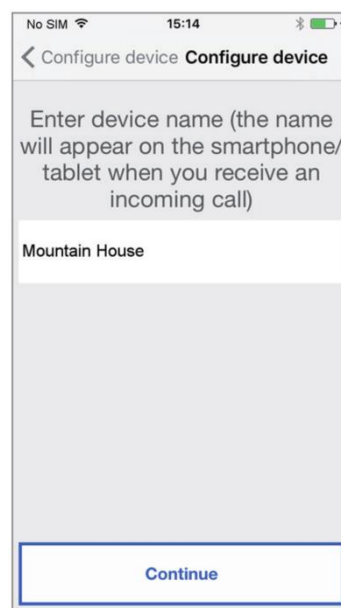 No SIM 15:14
Configure device Configure device
Enter device name (the name
will appear on the smartphone/
tablet when you receive an
incoming call)
Mountain House
Continue